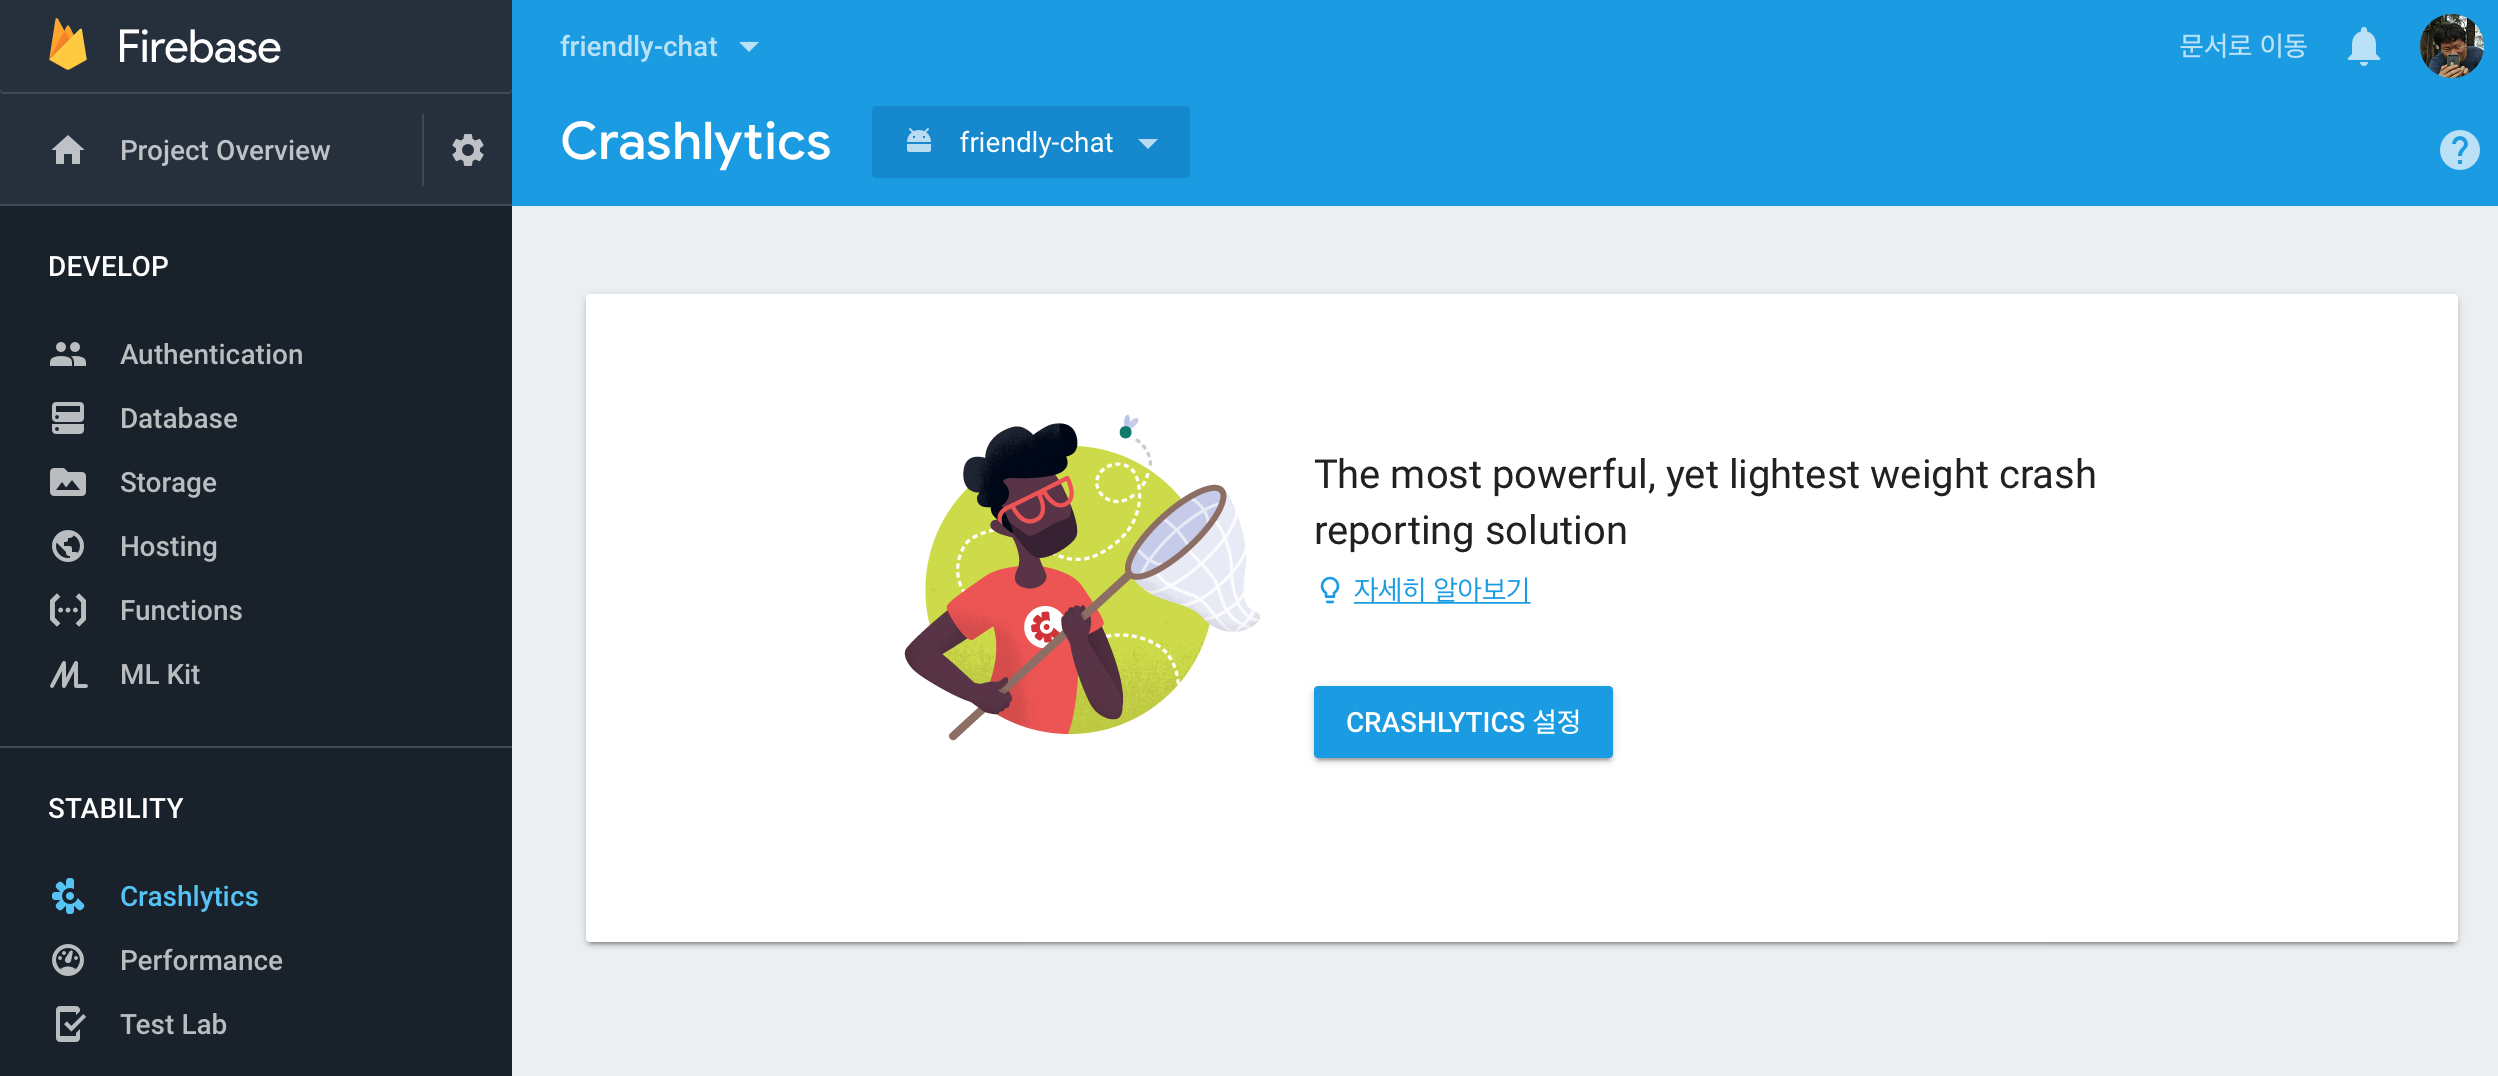 Firebase
friendly-chat
문서로 이동
Project Overview
Crashlytics
friendly-chat
DEVELOP
Authentication
Database
Storage
Hosting
Functions
ML Kit
STABILITY
Crashlytics
Performance
Test Lab
The most powerful, yet lightest weight crash
reporting solution
자세히 알아보기
CRASHLYTICS 설정